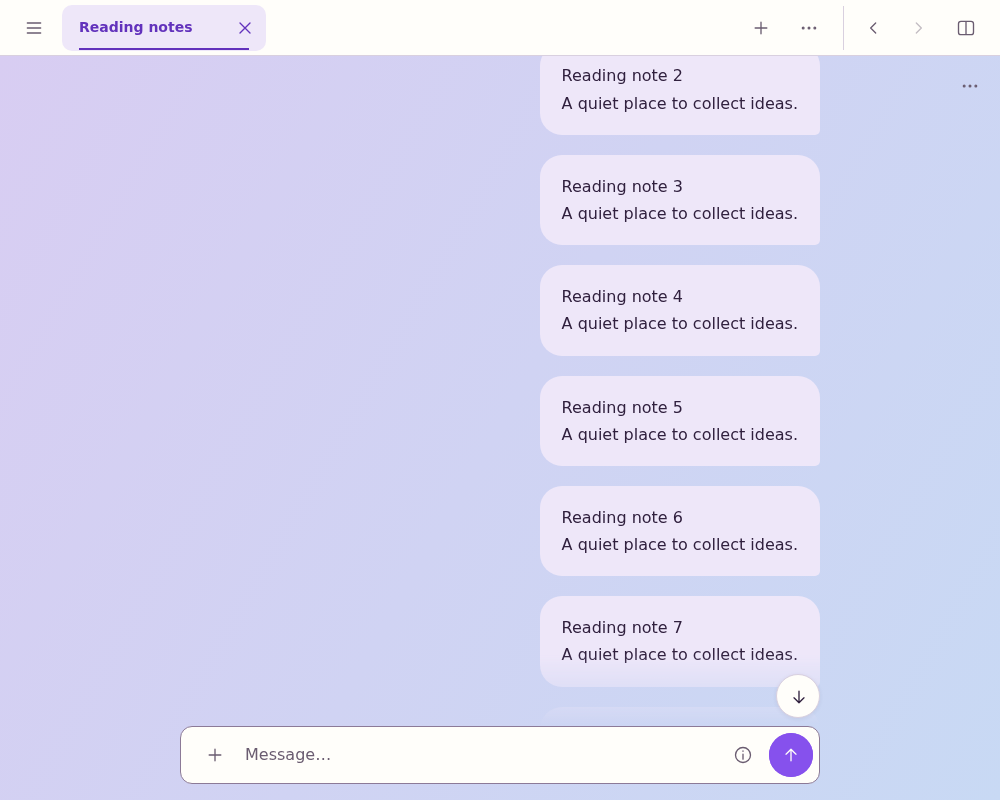 Reading notes
Reading note 2
A quiet place to collect ideas.
Reading note 3
A quiet place to collect ideas.
Reading note 4
A quiet place to collect ideas.
Reading note 5
A quiet place to collect ideas.
Reading note 6
A quiet place to collect ideas.
Reading note 7
A quiet place to collect ideas.
Message...